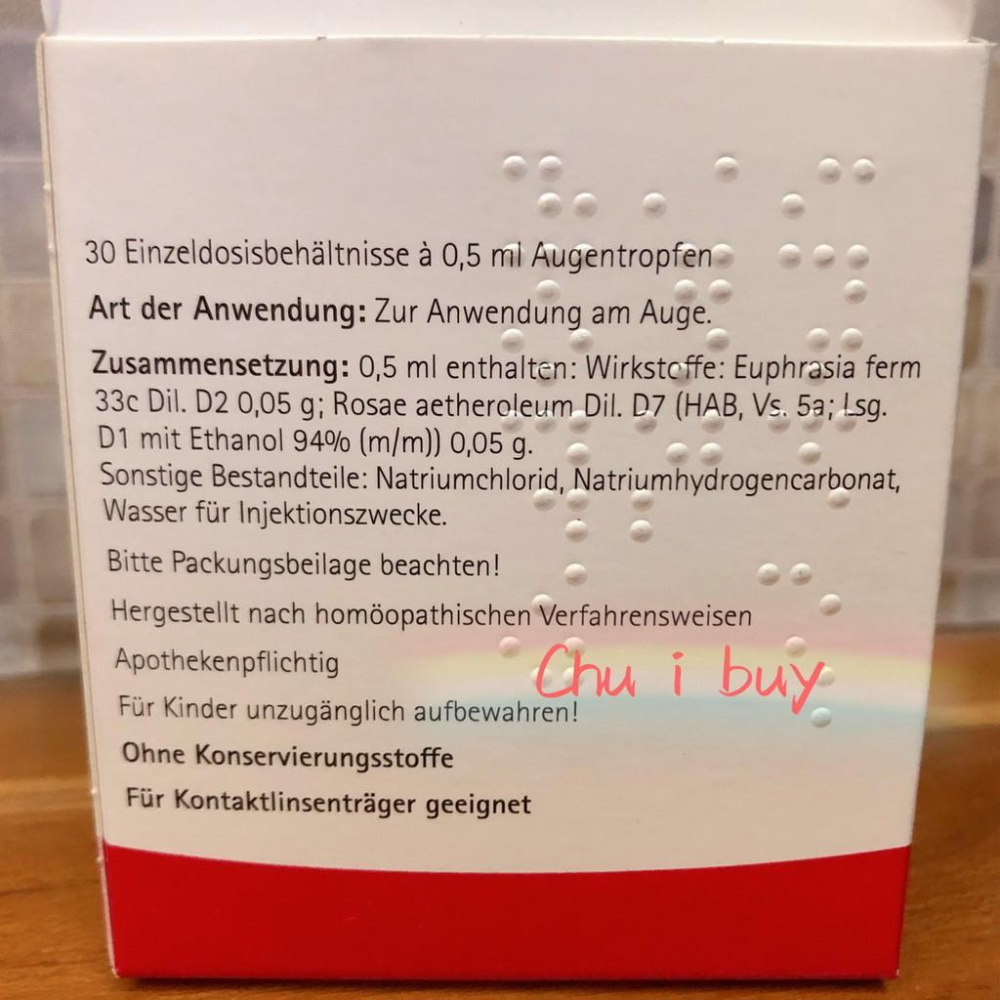 30 Einzeldosisbehältnisse à 0,5 ml Augentropfen
Art der Anwendung: Zur Anwendung am Auge.
Zusammensetzung: 0,5 ml enthalten: Wirkstoffe: Euphrasia ferm
33c Dil. D2 0,05 g; Rosae aetheroleum Dil. D7 (HAB, Vs. 5a; Lsg.
D1 mit Ethanol 94% (m/m)) 0,05 g.
Sonstige Bestandteile: Natriumchlorid, Natriumhydrogencarbonat,
Wasser für Injektionszwecke.
Bitte Packungsbeilage beachten!
Hergestellt nach homöopathischen Verfahrensweisen
Apothekenpflichtig
Chu i buy
Für Kinder unzugänglich aufbewahren!
Ohne Konservierungsstoffe
Für Kontaktlinsenträger geeignet